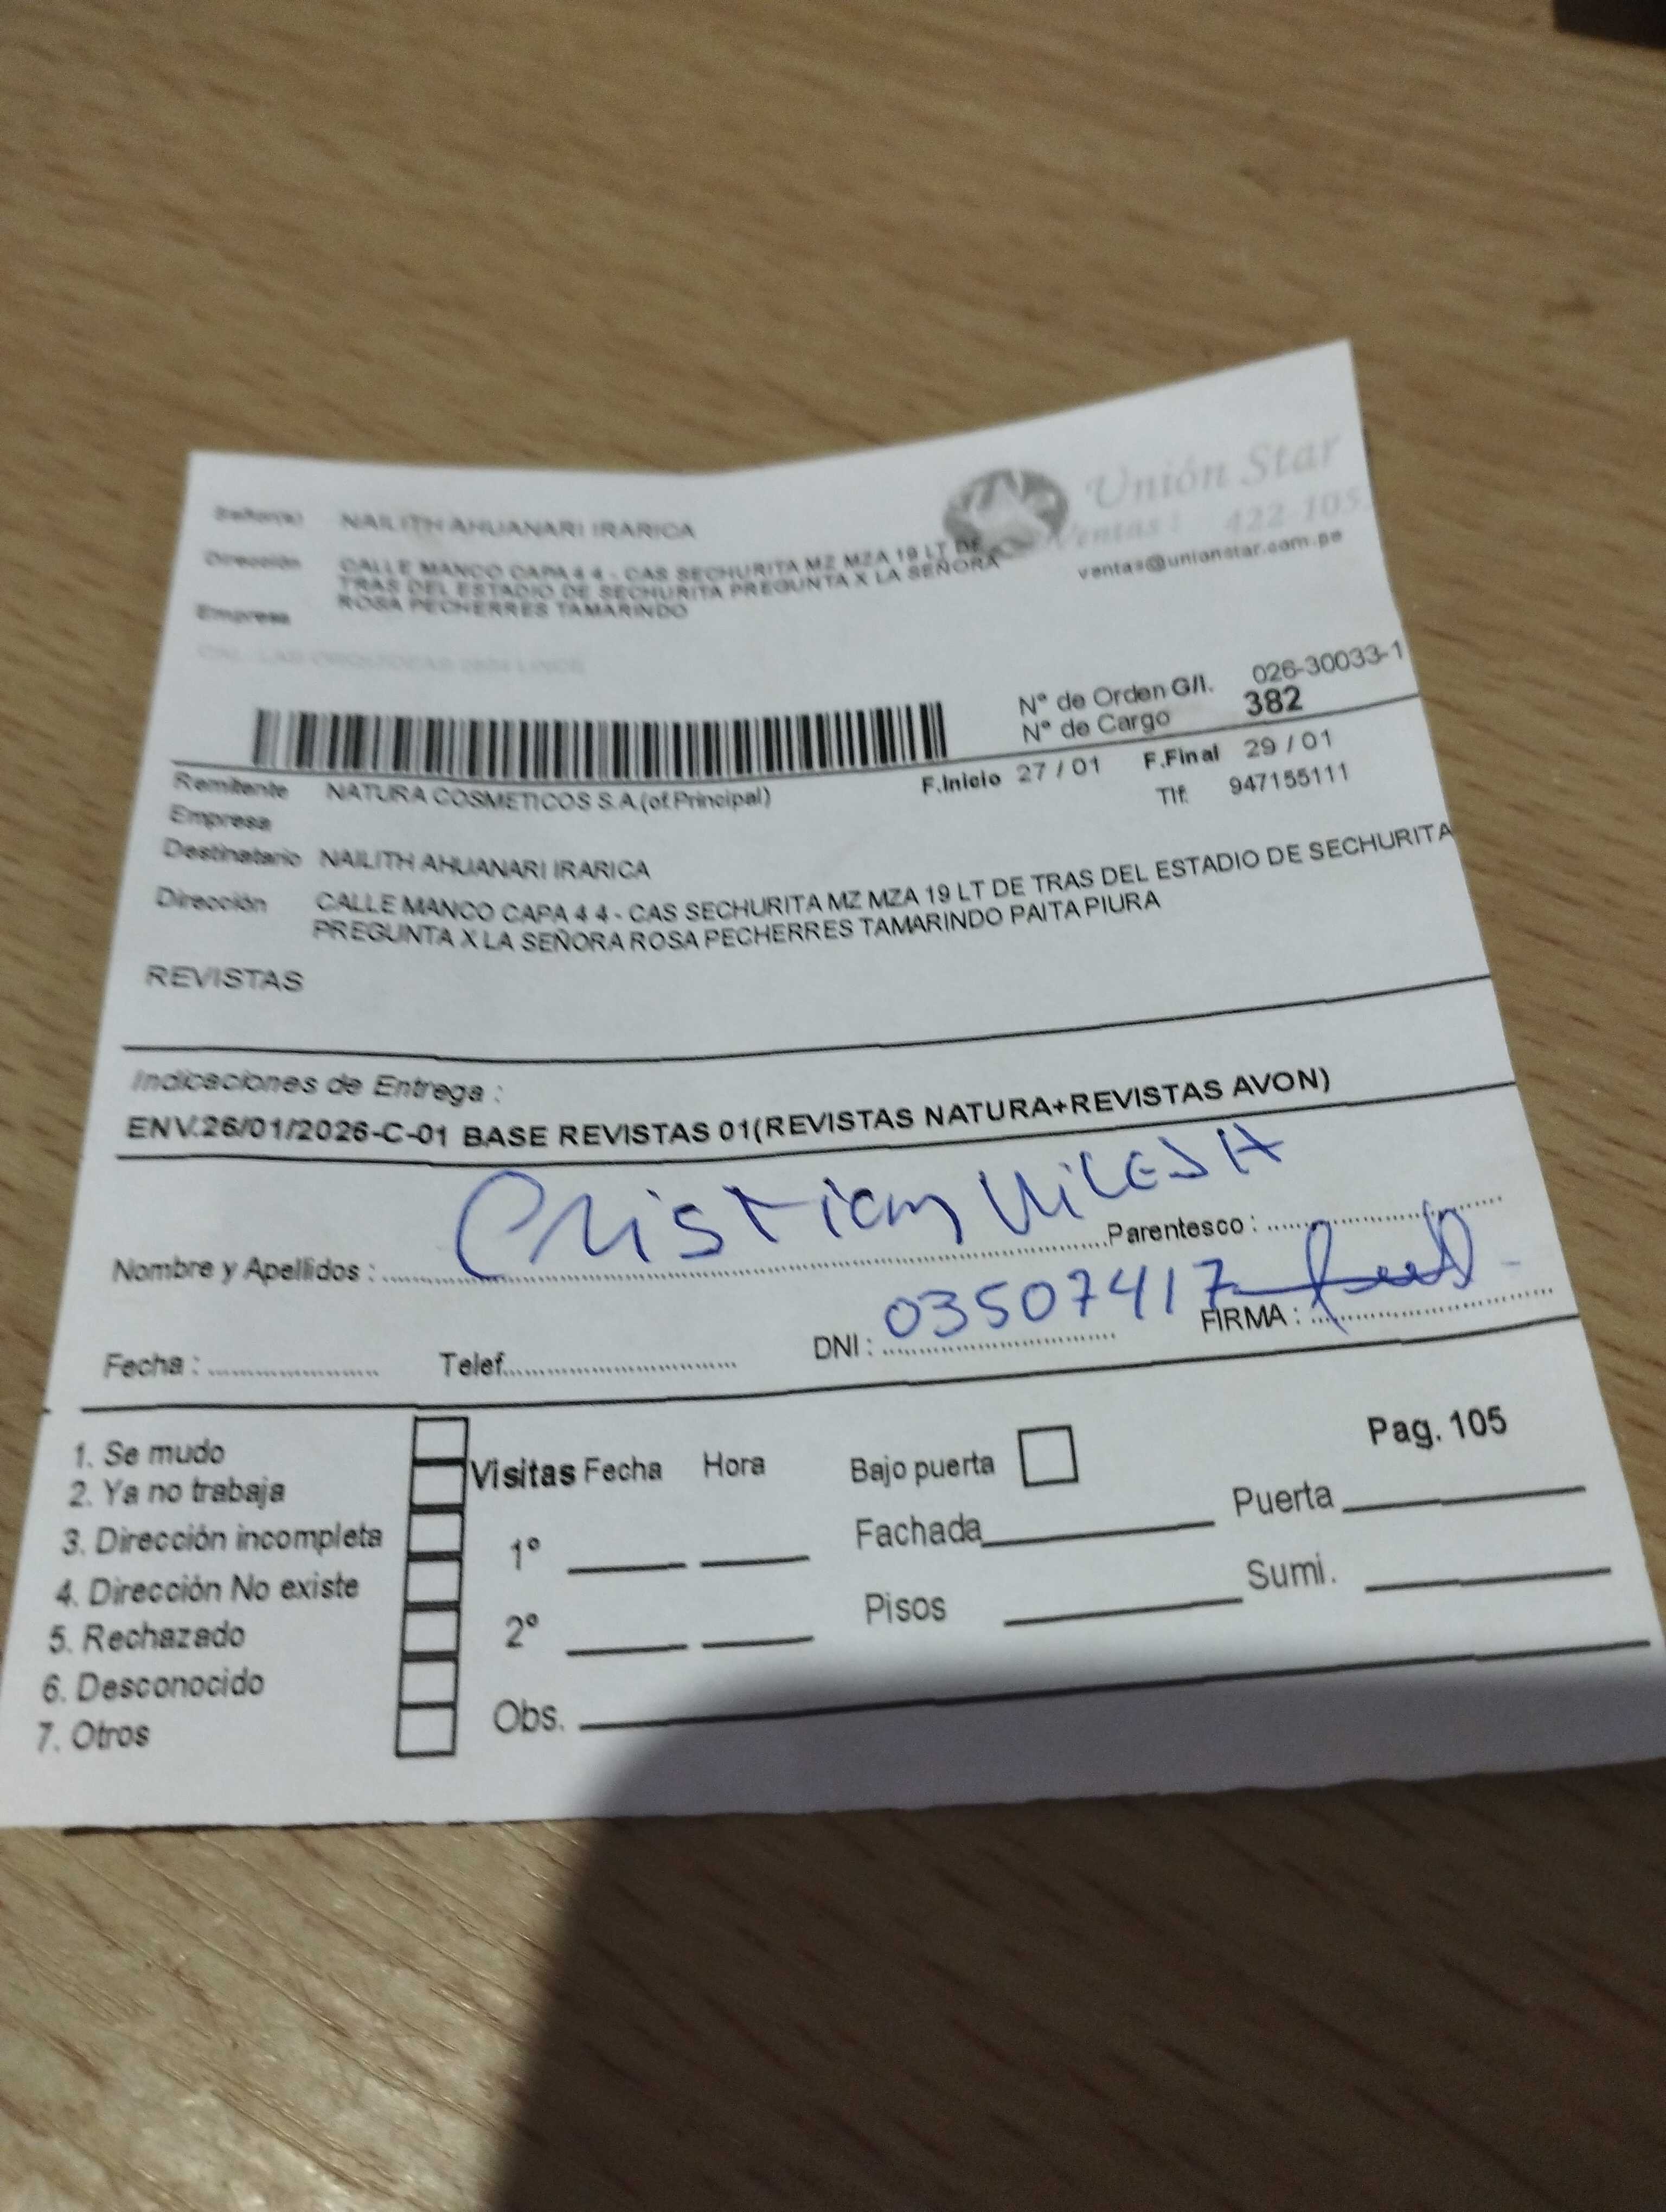 Señor(a) NAILITH AHUANARI IRARICA
Unión Star
Ventas : 422 105
ventas@unionstar.com.pe
Dirección CALLE MANCO CAPA 4 4 - CAS SECHURITA MZ MZA 19 LT DE
TRAS DEL ESTADIO DE SECHURITA PREGUNTA X LA SEÑORA
ROSA PECHERRES TAMARINDO
Empresa
N° de Orden G/I. 026-30033-1
N° de Cargo 382
Remitente NATURA COSMETICOS S.A.(of.Principal)
F.Inicio 27 / 01 F.Final 29 / 01
Empresa
Tlf: 947155111
Destinatario NAILITH AHUANARI IRARICA
Dirección CALLE MANCO CAPA 4 4 - CAS SECHURITA MZ MZA 19 LT DE TRAS DEL ESTADIO DE SECHURITA
PREGUNTA X LA SEÑORA ROSA PECHERRES TAMARINDO PAITA PIURA
REVISTAS
Indicaciones de Entrega :
ENV.26/01/2026-C-01 BASE REVISTAS 01(REVISTAS NATURA+REVISTAS AVON)
Nombre y Apellidos : Cristian Parentesco :
Fecha : Telef. DNI : 03507417 FIRMA :
1. Se mudo
2. Ya no trabaja
3. Dirección incompleta
4. Dirección No existe
5. Rechazado
6. Desconocido
7. Otros
Visitas Fecha Hora
1°
2°
Obs.
Bajo puerta
Pag. 105
Fachada Puerta
Pisos Sumi.